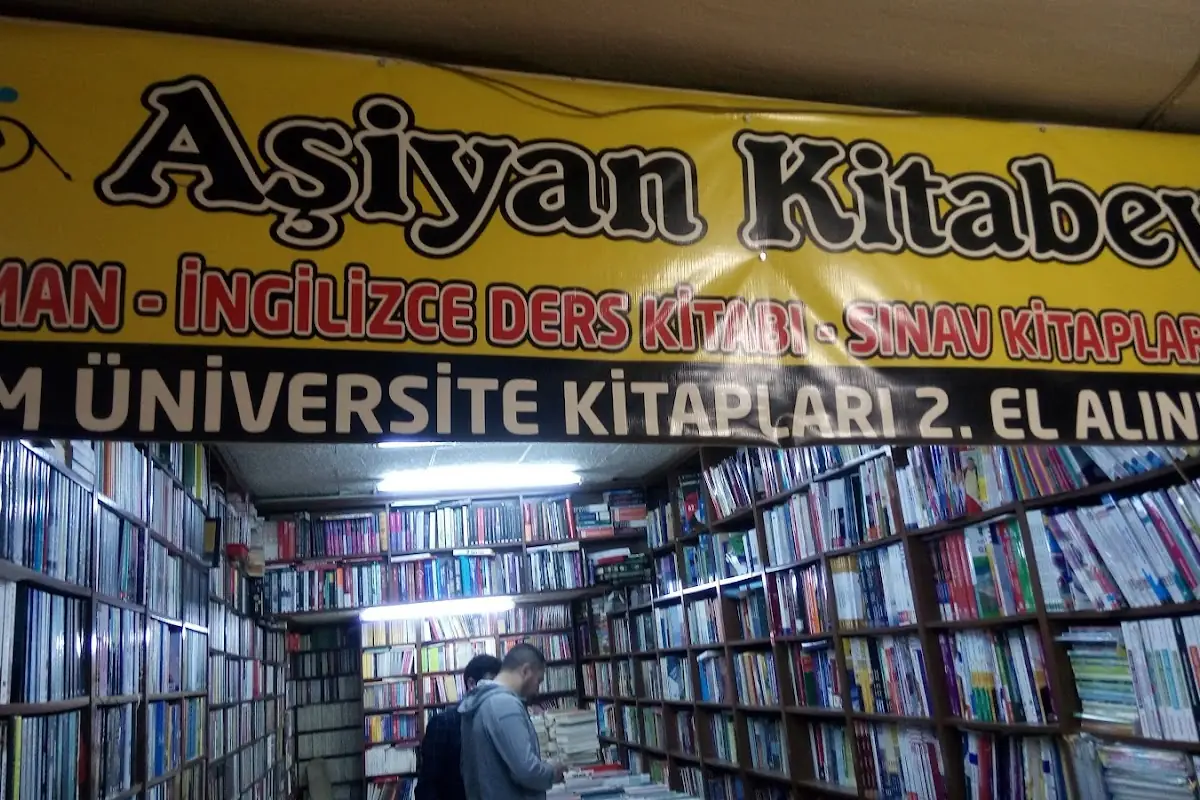 Aşiyan Kitabev
MAN - İNGİLİZCE DERS KİTABI - SINAV KİTAPLAR
M ÜNİVERSİTE KİTAPLARI 2. EL ALIN